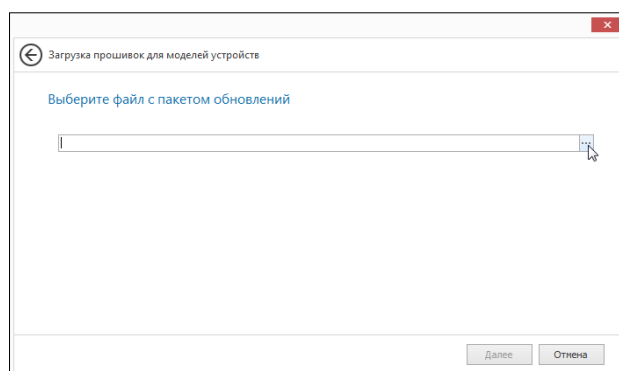 Загрузка прошивок для моделей устройств
Выберите файл с пакетом обновлений
...
Далее
Отмена